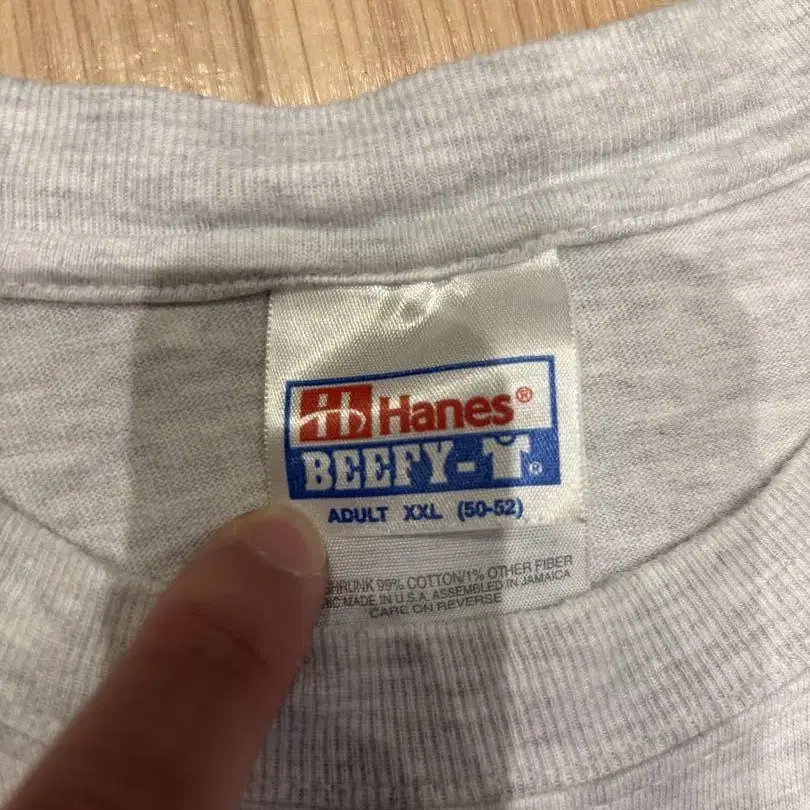 Hanes®
BEEFY-T®
ADULT XXL (50-52)
SHRUNK 99% COTTON/1% OTHER FIBER
MADE IN U.S.A. ASSEMBLED IN JAMAICA
CARE ON REVERSE